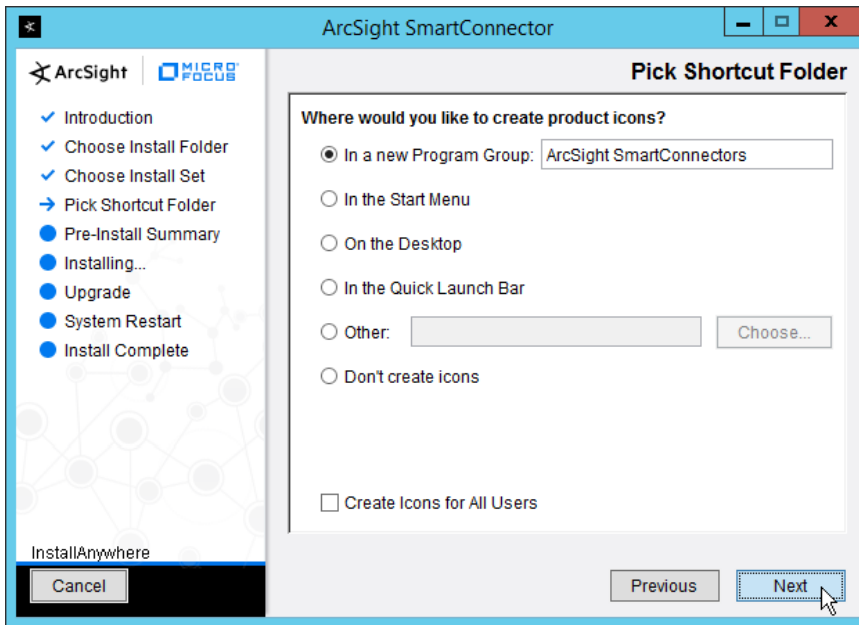 ArcSight SmartConnector
ArcSight MICRO FOCUS
Pick Shortcut Folder
Introduction
Choose Install Folder
Choose Install Set
Pick Shortcut Folder
Pre-Install Summary
Installing...
Upgrade
System Restart
Install Complete
Where would you like to create product icons?
In a new Program Group: ArcSight SmartConnectors
In the Start Menu
On the Desktop
In the Quick Launch Bar
Other: Choose...
Don't create icons
Create Icons for All Users
InstallAnywhere
Cancel Previous Next